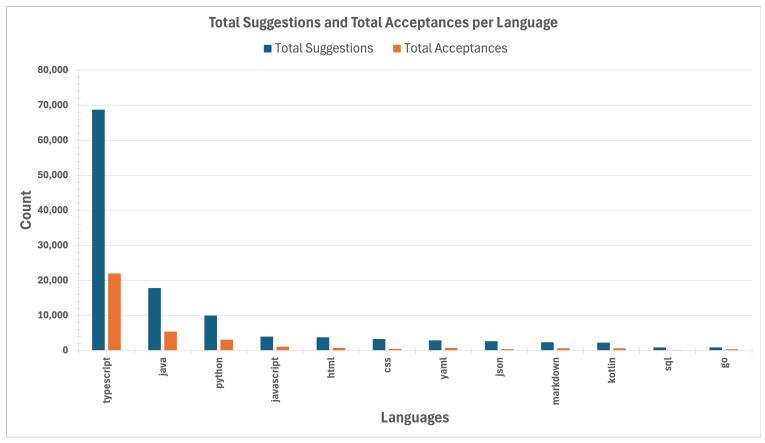 Total Suggestions and Total Acceptances per Language
Total Suggestions Total Acceptances
80,000
70,000
60,000
50,000
40,000
30,000
20,000
10,000
0
Count
typescript
java
python
javascript
html
css
yaml
json
markdown
kotlin
sql
go
Languages